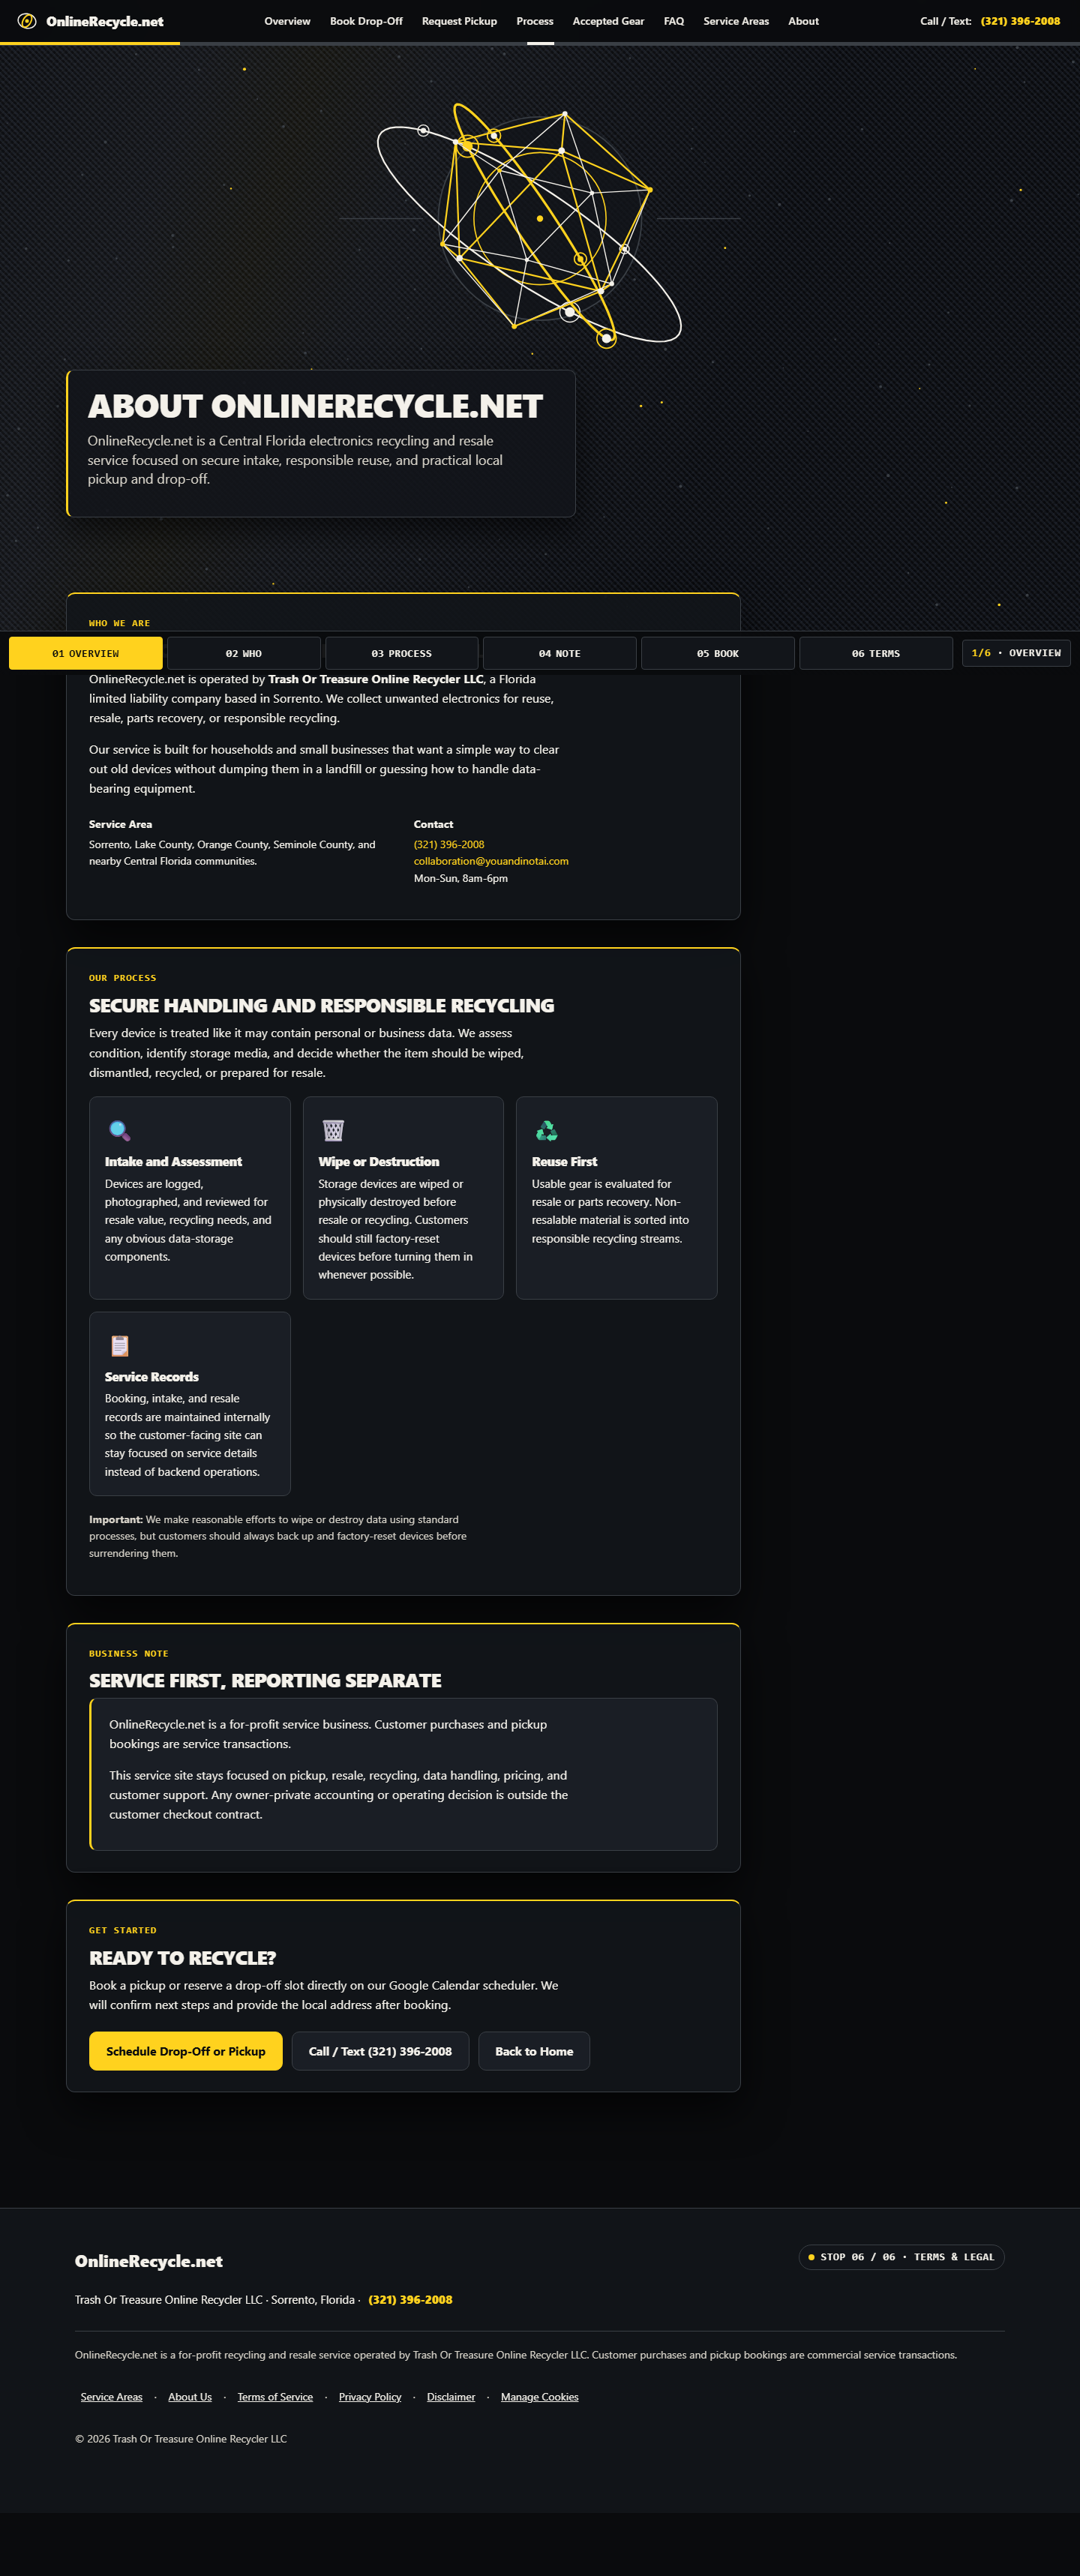 OnlineRecycle.net
Overview Book Drop-Off Request Pickup Process Accepted Gear FAQ Service Areas About
Call / Text: (321) 396-2008
ABOUT ONLINERECYCLE.NET
OnlineRecycle.net is a Central Florida electronics recycling and resale
service focused on secure intake, responsible reuse, and practical local
pickup and drop-off.
WHO WE ARE
01 OVERVIEW 02 WHO 03 PROCESS 04 NOTE 05 BOOK 06 TERMS 1/6 · OVERVIEW
OnlineRecycle.net is operated by Trash Or Treasure Online Recycler LLC, a Florida
limited liability company based in Sorrento. We collect unwanted electronics for reuse,
resale, parts recovery, or responsible recycling.
Our service is built for households and small businesses that want a simple way to clear
out old devices without dumping them in a landfill or guessing how to handle data-
bearing equipment.
Service Area
Sorrento, Lake County, Orange County, Seminole County, and
nearby Central Florida communities.
Contact
(321) 396-2008
collaboration@youandinotai.com
Mon-Sun, 8am-6pm
OUR PROCESS
SECURE HANDLING AND RESPONSIBLE RECYCLING
Every device is treated like it may contain personal or business data. We assess
condition, identify storage media, and decide whether the item should be wiped,
dismantled, recycled, or prepared for resale.
Intake and Assessment
Devices are logged,
photographed, and reviewed for
resale value, recycling needs, and
any obvious data-storage
components.
Wipe or Destruction
Storage devices are wiped or
physically destroyed before
resale or recycling. Customers
should still factory-reset
devices before turning them in
whenever possible.
Reuse First
Usable gear is evaluated for
resale or parts recovery. Non-
resalable material is sorted into
responsible recycling streams.
Service Records
Booking, intake, and resale
records are maintained internally
so the customer-facing site can
stay focused on service details
instead of backend operations.
Important: We make reasonable efforts to wipe or destroy data using standard
processes, but customers should always back up and factory-reset devices before
surrendering them.
BUSINESS NOTE
SERVICE FIRST, REPORTING SEPARATE
OnlineRecycle.net is a for-profit service business. Customer purchases and pickup
bookings are service transactions.
This service site stays focused on pickup, resale, recycling, data handling, pricing, and
customer support. Any owner-private accounting or operating decision is outside the
customer checkout contract.
GET STARTED
READY TO RECYCLE?
Book a pickup or reserve a drop-off slot directly on our Google Calendar scheduler. We
will confirm next steps and provide the local address after booking.
Schedule Drop-Off or Pickup Call / Text (321) 396-2008 Back to Home
OnlineRecycle.net
STOP 06 / 06 · TERMS & LEGAL
Trash Or Treasure Online Recycler LLC · Sorrento, Florida · (321) 396-2008
OnlineRecycle.net is a for-profit recycling and resale service operated by Trash Or Treasure Online Recycler LLC. Customer purchases and pickup bookings are commercial service transactions.
Service Areas · About Us · Terms of Service · Privacy Policy · Disclaimer · Manage Cookies
© 2026 Trash Or Treasure Online Recycler LLC